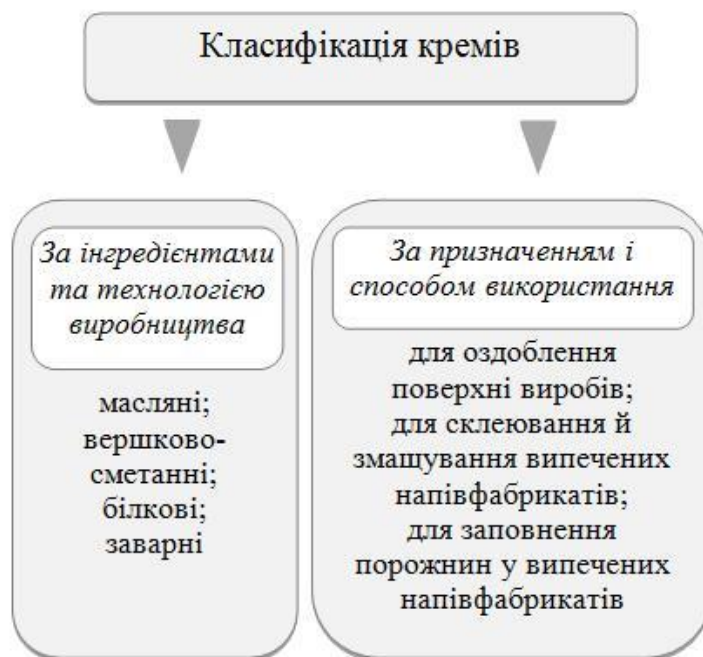 Класифікація кремів
За інгредієнтами
та технологією
виробництва
масляні;
вершково-
сметанні;
білкові;
заварні
За призначенням і
способом використання
для оздоблення
поверхні виробів;
для склеювання й
змащування випечених
напівфабрикатів;
для заповнення
порожнин у випечених
напівфабрикатів